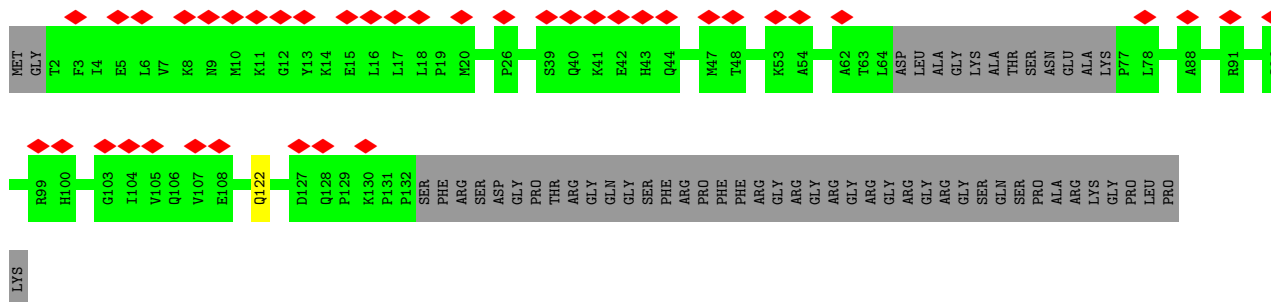 MET GLY T2 F3 I4 E5 L6 V7 K8 N9 M10 K11 G12 Y13 K14 E15 L16 L17 L18 P19 M20 P26 S39 Q40 K41 E42 H43 Q44 M47 T48 K53 A54 A62 T63 L64 ASP LEU ALA GLY LYS ALA THR SER ASN GLU ALA LYS P77 L78 A88 R91
R99 H100 G103 I104 V105 Q106 V107 E108 Q122 D127 Q128 P129 K130 P131 P132 SER PHE ARG SER ASP GLY PRO THR ARG GLY GLN GLY SER PHE ARG PRO PHE PHE ARG GLY ARG GLY ARG GLY ARG GLY ARG GLY ARG GLY SER GLN SER PRO ALA ARG LYS GLY PRO LEU PRO
LYS